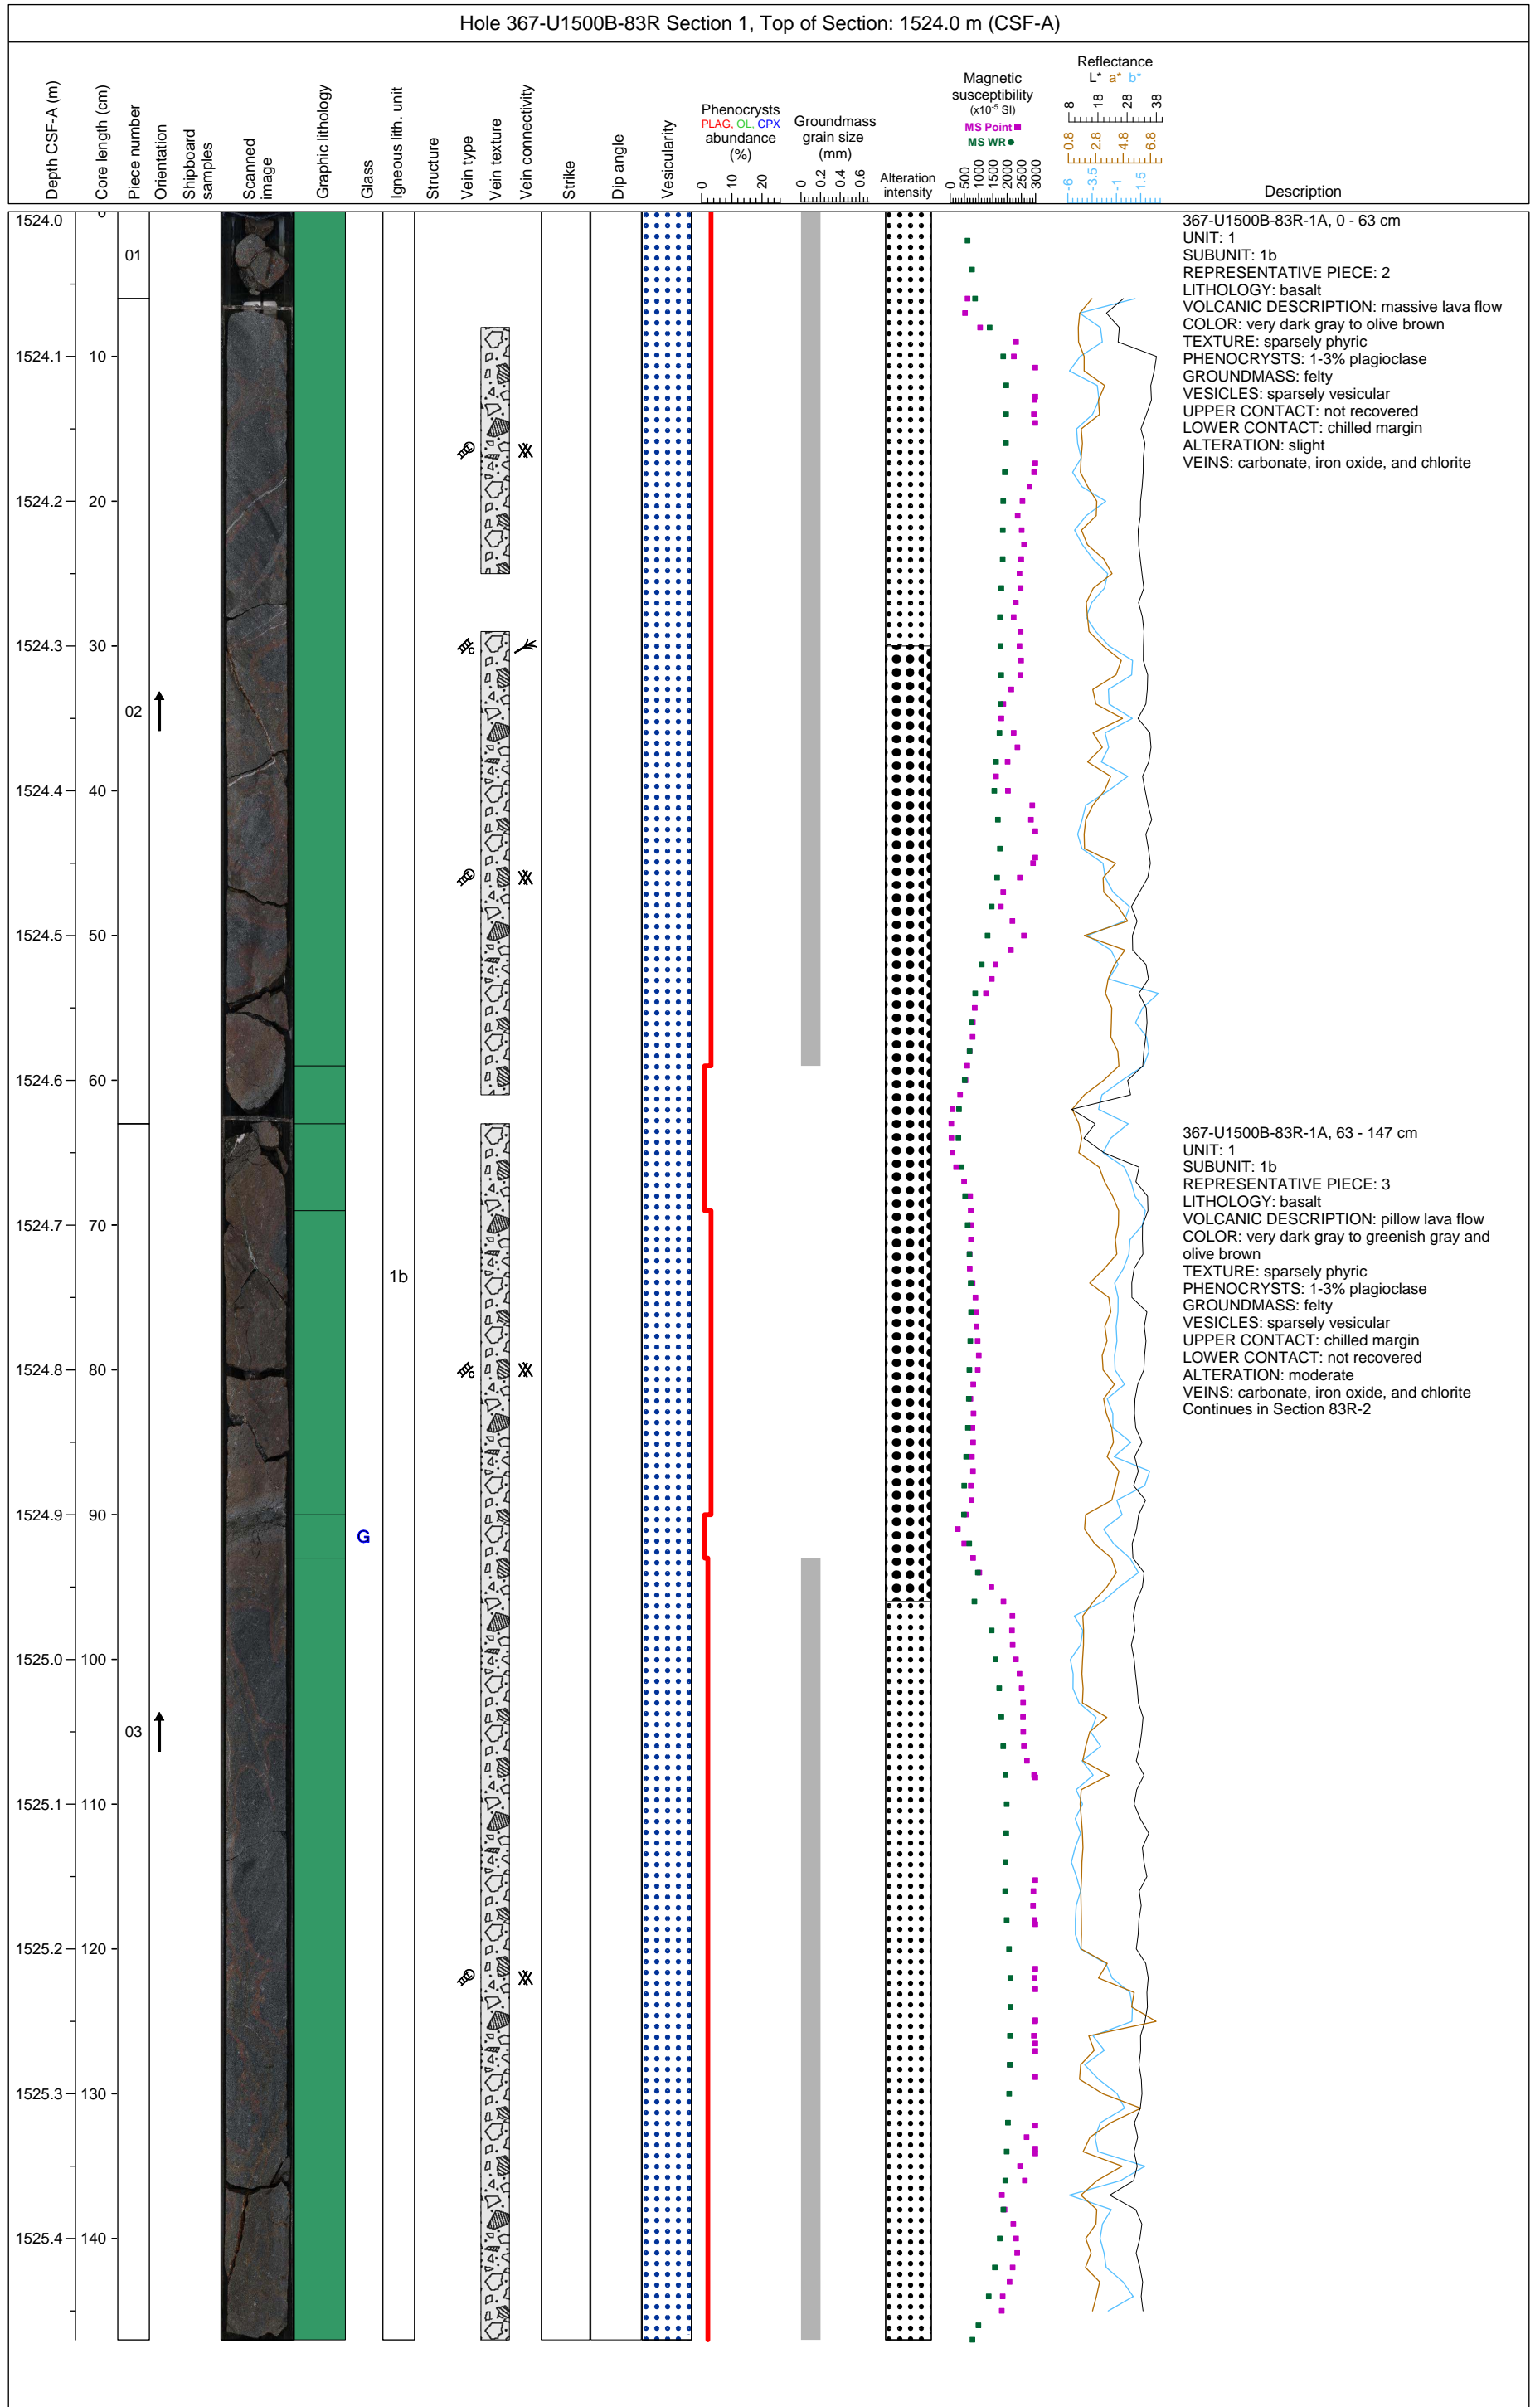 Hole 367-U1500B-83R Section 1, Top of Section: 1524.0 m (CSF-A)
Depth CSF-A (m)
Core length (cm)
Piece number
Orientation
Shipboard
samples
Scanned
image
Graphic lithology
Glass
Igneous lith. unit
Structure
Vein type
Vein texture
Vein connectivity
Strike
Dip angle
Vesicularity
Phenocrysts
PLAG, OL, CPX
abundance
(%)
0 10 20
Groundmass
grain size
(mm)
0 0.2 0.4 0.6
Alteration
intensity
Magnetic
susceptibility
(x10-5 SI)
MS Point
MS WR
0 500 1000 1500 2000 2500 3000
Reflectance
L* a* b*
8 18 28 38
0.8 2.8 4.8 6.8
-6 -3.5 -1 1.5
Description
1524.0 0
01
1524.1 10
1524.2 20
1524.3 30
02
1524.4 40
1524.5 50
1524.6 60
1524.7 70
1b
1524.8 80
1524.9 90
G
1525.0 100
03
1525.1 110
1525.2 120
1525.3 130
1525.4 140
367-U1500B-83R-1A, 0 - 63 cm
UNIT: 1
SUBUNIT: 1b
REPRESENTATIVE PIECE: 2
LITHOLOGY: basalt
VOLCANIC DESCRIPTION: massive lava flow
COLOR: very dark gray to olive brown
TEXTURE: sparsely phyric
PHENOCRYSTS: 1-3% plagioclase
GROUNDMASS: felty
VESICLES: sparsely vesicular
UPPER CONTACT: not recovered
LOWER CONTACT: chilled margin
ALTERATION: slight
VEINS: carbonate, iron oxide, and chlorite
367-U1500B-83R-1A, 63 - 147 cm
UNIT: 1
SUBUNIT: 1b
REPRESENTATIVE PIECE: 3
LITHOLOGY: basalt
VOLCANIC DESCRIPTION: pillow lava flow
COLOR: very dark gray to greenish gray and
olive brown
TEXTURE: sparsely phyric
PHENOCRYSTS: 1-3% plagioclase
GROUNDMASS: felty
VESICLES: sparsely vesicular
UPPER CONTACT: chilled margin
LOWER CONTACT: not recovered
ALTERATION: moderate
VEINS: carbonate, iron oxide, and chlorite
Continues in Section 83R-2